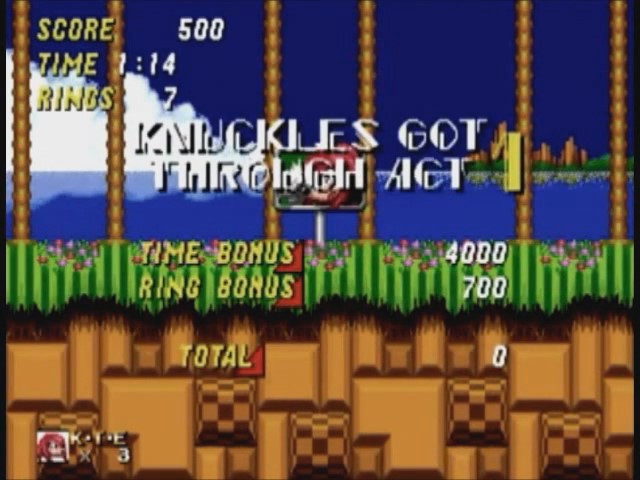 SCORE 500
TIME 1:14
RINGS 7
KNUCKLES GOT
THROUGH ACT 1
TIME BONUS 4000
RING BONUS 700
TOTAL 0
K·T·E
X 3